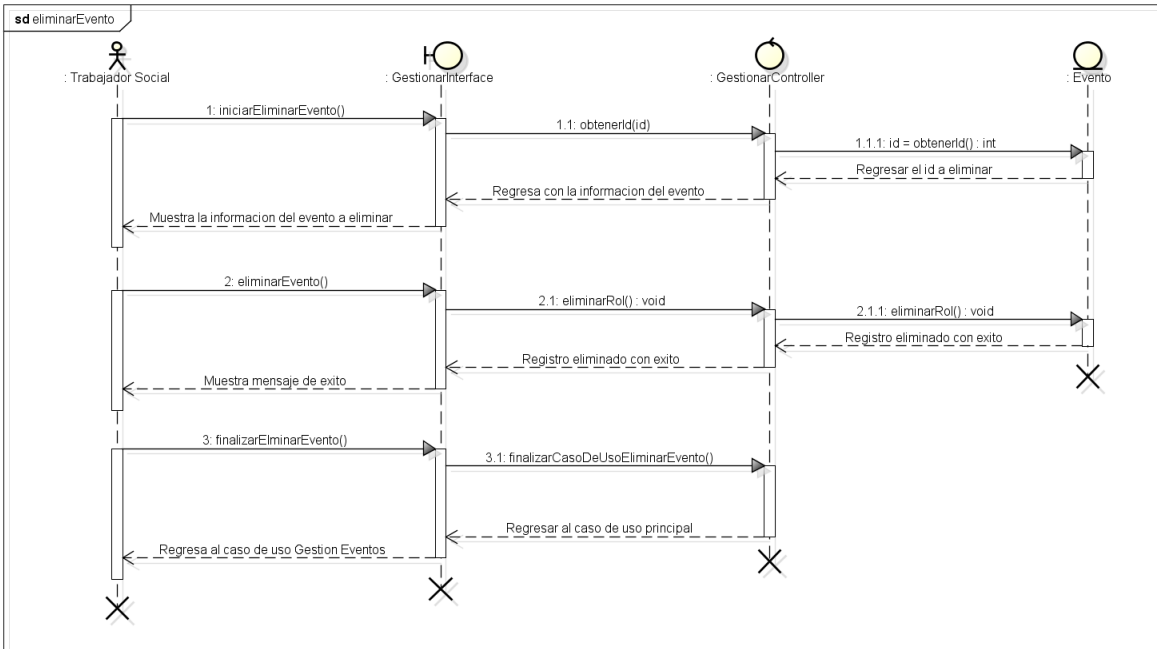 sd eliminarEvento
: Trabajador Social
: GestionarInterface
: GestionarController
: Evento
1: iniciarEliminarEvento()
1.1: obtenerId(id)
1.1.1: id = obtenerId() : int
Regresar el id a eliminar
Regresa con la informacion del evento
Muestra la informacion del evento a eliminar
2: eliminarEvento()
2.1: eliminarRol() : void
2.1.1: eliminarRol() : void
Registro eliminado con exito
Registro eliminado con exito
Muestra mensaje de exito
3: finalizarElminarEvento()
3.1: finalizarCasoDeUsoEliminarEvento()
Regresar al caso de uso principal
Regresa al caso de uso Gestion Eventos